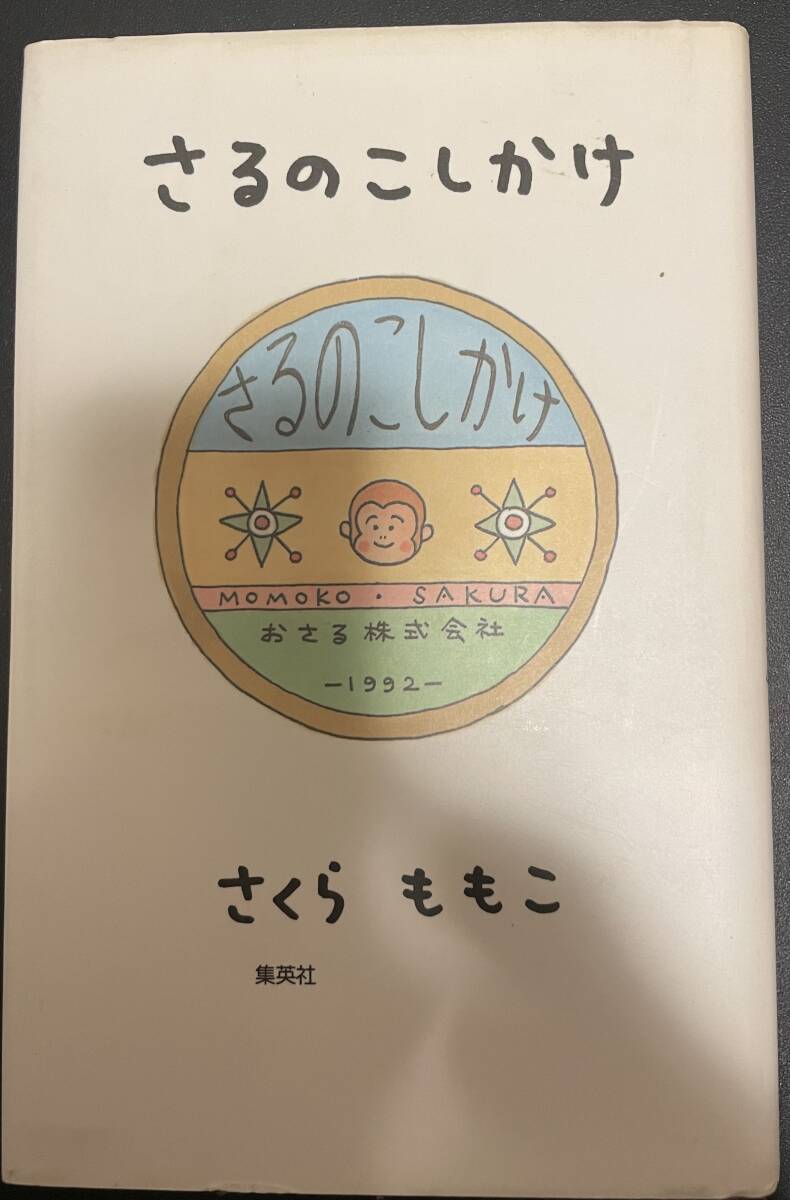 さるのこしかけ
さるのこしかけ
MOMOKO・SAKURA
おさる株式会社
−1992−
さくら ももこ
集英社